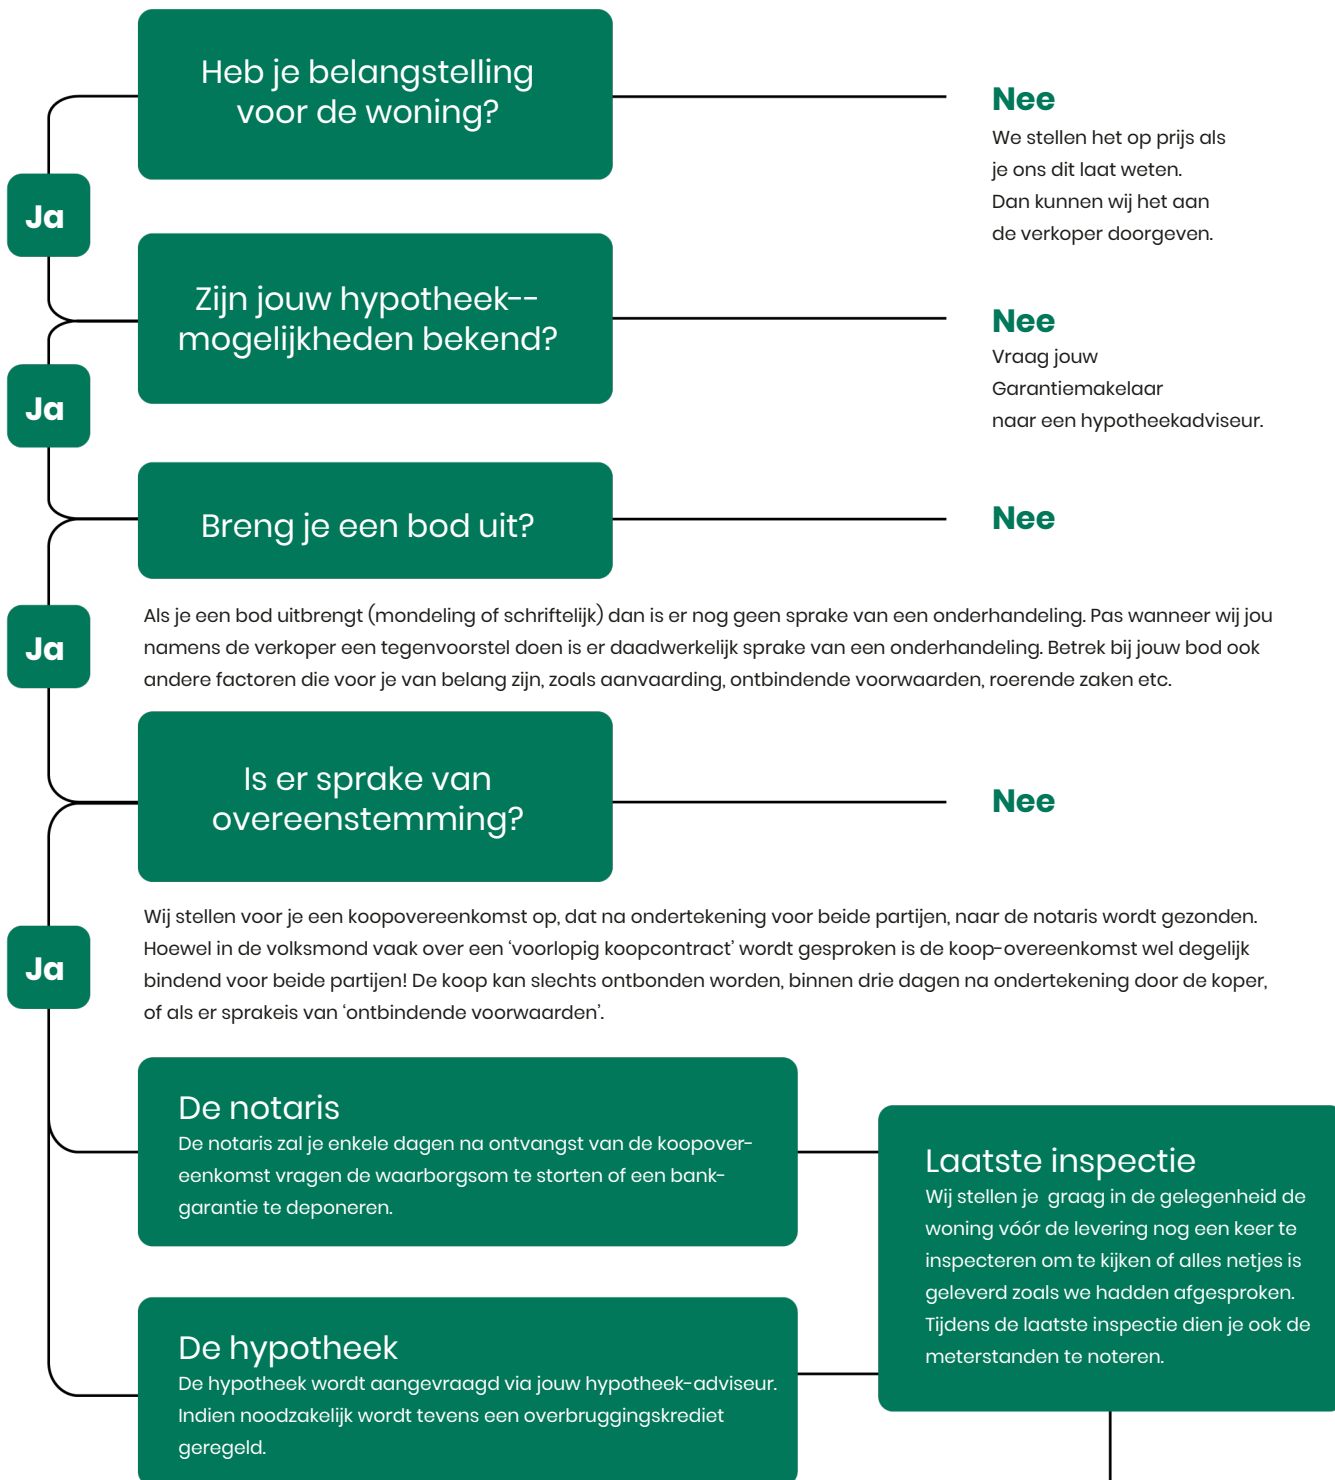 Heb je belangstelling
voor de woning?
Nee
We stellen het op prijs als
je ons dit laat weten.
Dan kunnen wij het aan
de verkoper doorgeven.
Ja
Zijn jouw hypotheek--
mogelijkheden bekend?
Nee
Vraag jouw
Garantiemakelaar
naar een hypotheekadviseur.
Ja
Breng je een bod uit?
Nee
Ja
Als je een bod uitbrengt (mondeling of schriftelijk) dan is er nog geen sprake van een onderhandeling. Pas wanneer wij jou
namens de verkoper een tegenvoorstel doen is er daadwerkelijk sprake van een onderhandeling. Betrek bij jouw bod ook
andere factoren die voor je van belang zijn, zoals aanvaarding, ontbindende voorwaarden, roerende zaken etc.
Is er sprake van
overeenstemming?
Nee
Ja
Wij stellen voor je een koopovereenkomst op, dat na ondertekening voor beide partijen, naar de notaris wordt gezonden.
Hoewel in de volksmond vaak over een ‘voorlopig koopcontract’ wordt gesproken is de koop-overeenkomst wel degelijk
bindend voor beide partijen! De koop kan slechts ontbonden worden, binnen drie dagen na ondertekening door de koper,
of als er sprakeis van ‘ontbindende voorwaarden’.
De notaris
De notaris zal je enkele dagen na ontvangst van de koopover-
eenkomst vragen de waarborgsom te storten of een bank-
garantie te deponeren.
Laatste inspectie
Wij stellen je graag in de gelegenheid de
woning vóór de levering nog een keer te
inspecteren om te kijken of alles netjes is
geleverd zoals we hadden afgesproken.
Tijdens de laatste inspectie dien je ook de
meterstanden te noteren.
De hypotheek
De hypotheek wordt aangevraagd via jouw hypotheek-adviseur.
Indien noodzakelijk wordt tevens een overbruggingskrediet
geregeld.